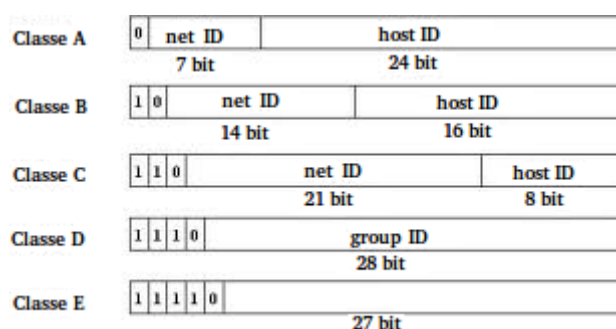 Classe A 0 net ID host ID
7 bit 24 bit
Classe B 1 0 net ID host ID
14 bit 16 bit
Classe C 1 1 0 net ID host ID
21 bit 8 bit
Classe D 1 1 1 0 group ID
28 bit
Classe E 1 1 1 1 0
27 bit